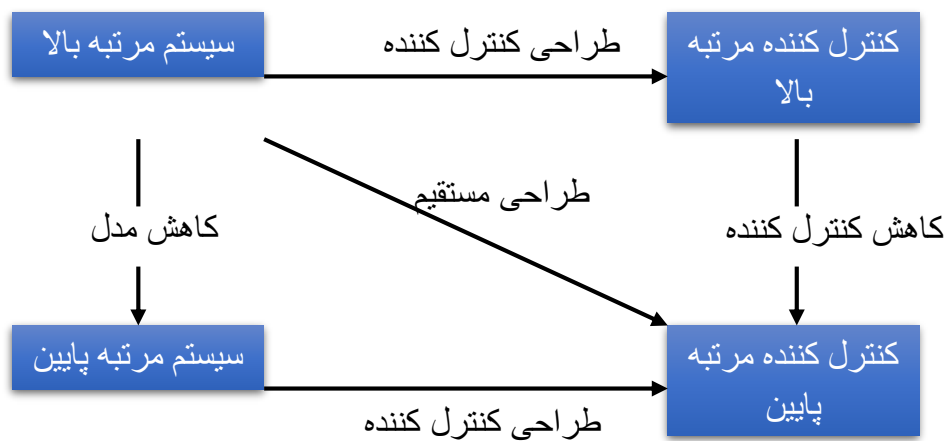 سیستم مرتبه بالا
طراحی کنترل کننده
کنترل کننده مرتبه
بالا
طراحی مستقیم
کاهش مدل
کاهش کنترل کننده
سیستم مرتبه پایین
کنترل کننده مرتبه
پایین
طراحی کنترل کننده